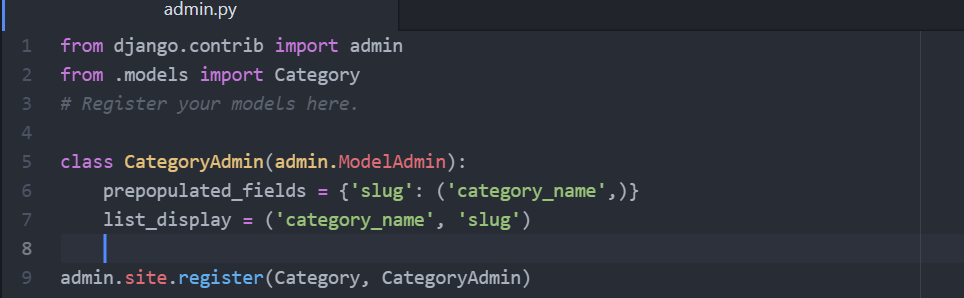 admin.py
1 from django.contrib import admin
2 from .models import Category
3 # Register your models here.
4
5 class CategoryAdmin(admin.ModelAdmin):
6     prepopulated_fields = {'slug': ('category_name',)}
7     list_display = ('category_name', 'slug')
8
9 admin.site.register(Category, CategoryAdmin)